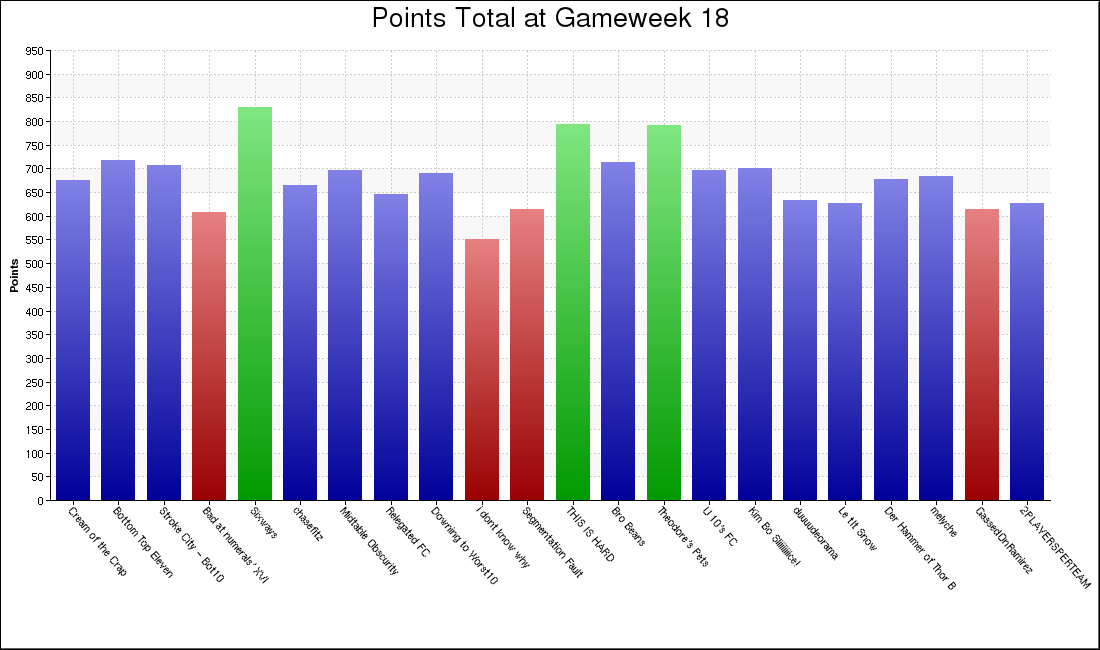 Points Total at Gameweek 18
950
900
850
800
750
700
650
600
550
500
450
400
350
300
250
200
150
100
50
0
Points
Cream of the Crap
Bottom Top Eleven
Stroke City - Bot10
Bad at numerals' XVI
Sixways
chasefitz
Midtable Obscurity
Relegated FC
Downing to Worst10
I dont know why
Segmentation Fault
THIS IS HARD
Bro Beans
Theodore's Pets
U 10's FC
Kim Bo
duuuudeorama
Le tit Snow
Der Hammer of Thor B
melyche
GassedOnRamirez
2PLAYERSPERTEAM